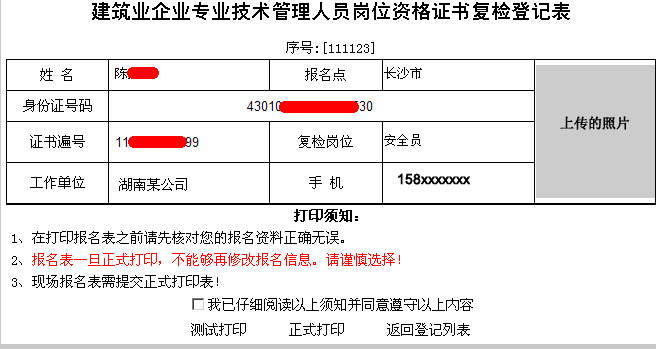 建筑业企业专业技术管理人员岗位资格证书复检登记表
序号:[111123]
姓 名 陈 报名点 长沙市
身份证号码 43010 530
证书遍号 11 99 复检岗位 安全员
上传的照片
工作单位 湖南某公司 手 机 158xxxxxxx
打印须知：
1、在打印报名表之前请先核对您的报名资料正确无误。
2、报名表一旦正式打印，不能够再修改报名信息。请谨慎选择！
3、现场报名表需提交正式打印表！
我已仔细阅读以上须知并同意遵守以上内容
测试打印 正式打印 返回登记列表